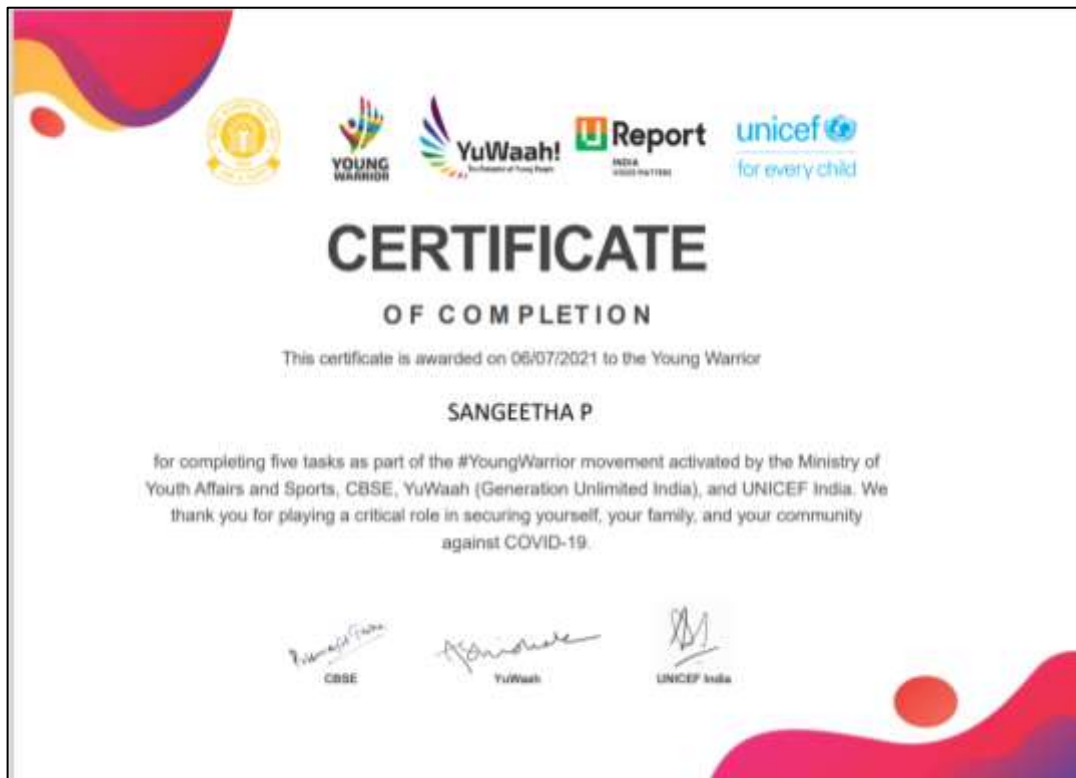 YOUNG
WARRIOR
YuWaah!
U Report
INDIA
VOICE MATTERS
unicef
for every child
CERTIFICATE
OF COMPLETION
This certificate is awarded on 06/07/2021 to the Young Warrior
SANGEETHA P
for completing five tasks as part of the #YoungWarrior movement activated by the Ministry of
Youth Affairs and Sports, CBSE, YuWaah (Generation Unlimited India), and UNICEF India. We
thank you for playing a critical role in securing yourself, your family, and your community
against COVID-19.
CBSE
YuWaah
UNICEF India